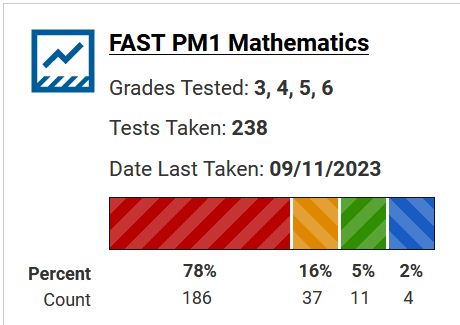 FAST PM1 Mathematics
Grades Tested: 3, 4, 5, 6
Tests Taken: 238
Date Last Taken: 09/11/2023
Percent 78% 16% 5% 2%
Count 186 37 11 4